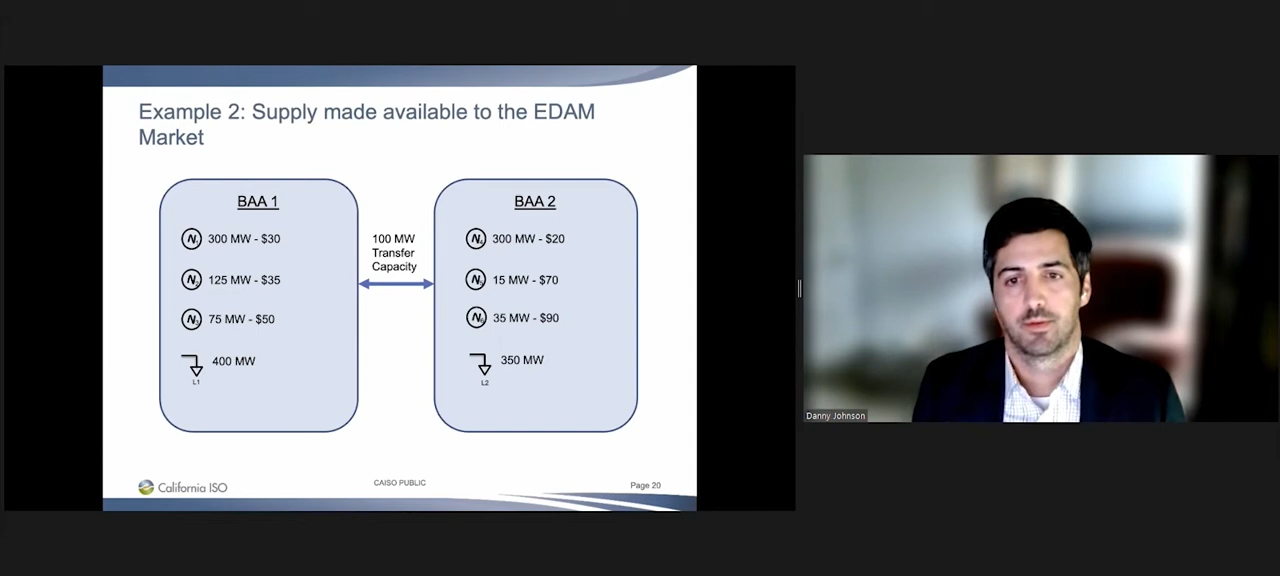 Example 2: Supply made available to the EDAM
Market
BAA 1
300 MW - $30
125 MW - $35
75 MW - $50
400 MW
L1
100 MW
Transfer
Capacity
BAA 2
300 MW - $20
15 MW - $70
35 MW - $90
350 MW
L2
California ISO
CAISO PUBLIC
Page 20
Danny Johnson